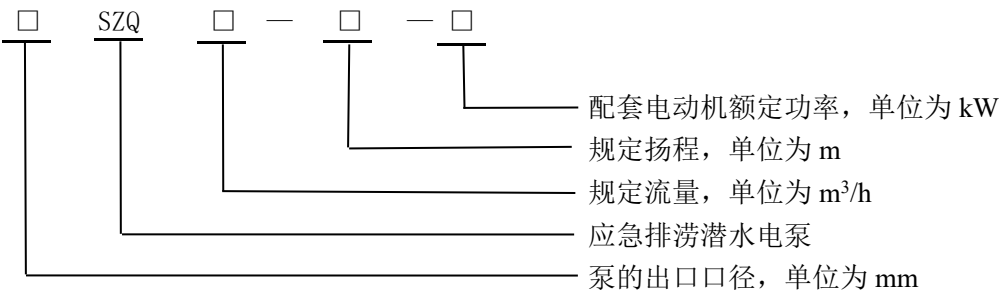 □ SZQ □ — □ — □
配套电动机额定功率，单位为 kW
规定扬程，单位为 m
规定流量，单位为 m³/h
应急排涝潜水电泵
泵的出口口径，单位为 mm